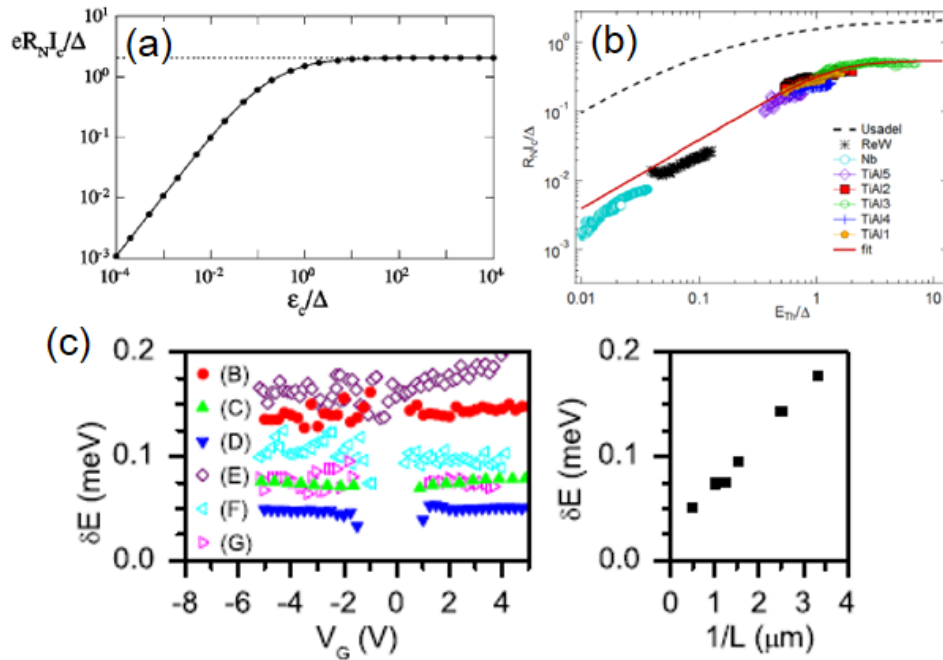 (a)
eR_NI_c/Δ
10^1
10^0
10^-1
10^-2
10^-3
10^-4 10^-2 10^0 10^2 10^4
ε_c/Δ
(b)
R_NI_c/Δ
10^1
10^0
10^-1
10^-2
10^-3
0.01 0.1 1 10
E_Th/Δ
Usadel
ReW
Nb
TiAl5
TiAl2
TiAl3
TiAl4
TiAl1
fit
(c)
δE (meV)
0.2
0.1
0.0
(B)
(C)
(D)
(E)
(F)
(G)
-8 -6 -4 -2 0 2 4
V_G (V)
δE (meV)
0.2
0.1
0.0
0 1 2 3 4
1/L (μm)